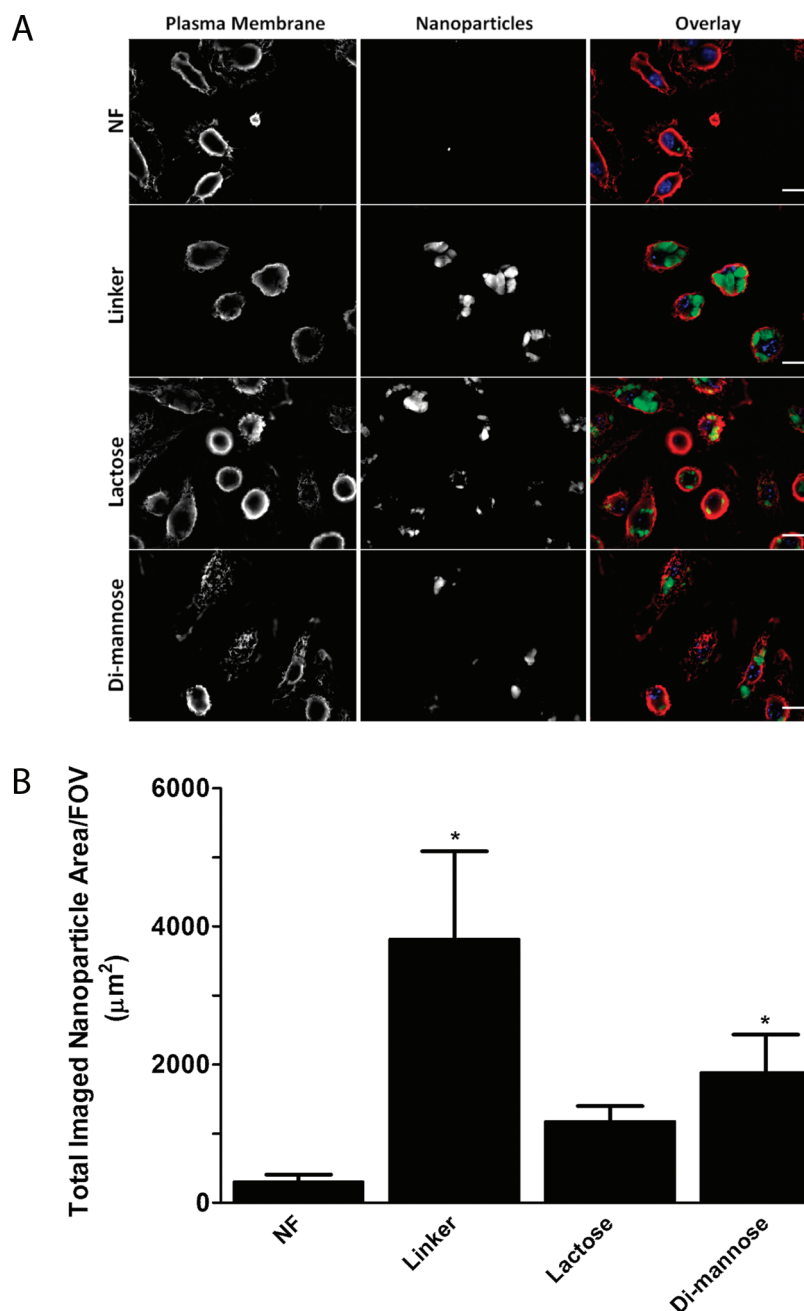 A
Plasma Membrane Nanoparticles Overlay
NF
Linker
Lactose
Di-mannose
B
Total Imaged Nanoparticle Area/FOV
(μm²)
6000
4000
2000
0
*
*
NF
Linker
Lactose
Di-mannose